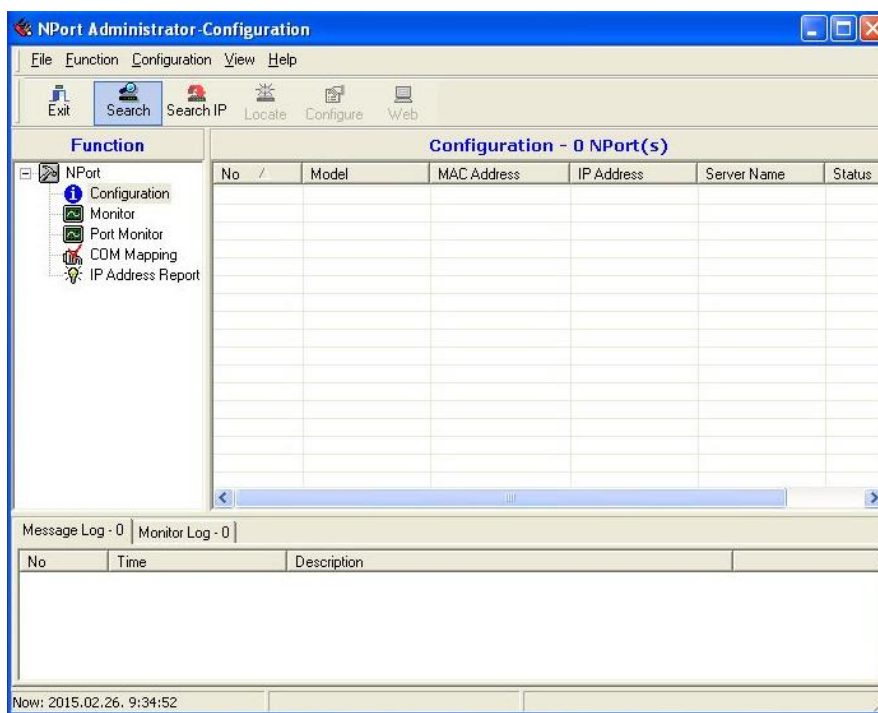 NPort Administrator-Configuration
File Function Configuration View Help
Exit Search Search IP Locate Configure Web
Function
Configuration - 0 NPort(s)
NPort
Configuration
Monitor
Port Monitor
COM Mapping
IP Address Report
No Model MAC Address IP Address Server Name Status
Message Log - 0 Monitor Log - 0
No Time Description
Now: 2015.02.26. 9:34:52